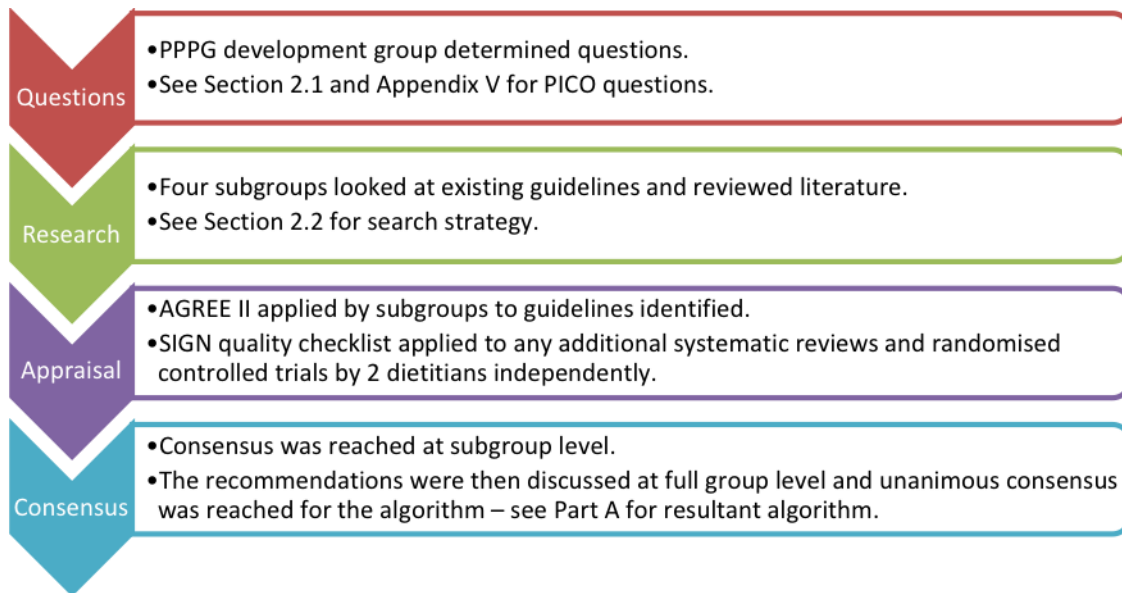 Questions
•PPPG development group determined questions.
•See Section 2.1 and Appendix V for PICO questions.
Research
•Four subgroups looked at existing guidelines and reviewed literature.
•See Section 2.2 for search strategy.
Appraisal
•AGREE II applied by subgroups to guidelines identified.
•SIGN quality checklist applied to any additional systematic reviews and randomised
controlled trials by 2 dietitians independently.
Consensus
•Consensus was reached at subgroup level.
•The recommendations were then discussed at full group level and unanimous consensus
was reached for the algorithm – see Part A for resultant algorithm.